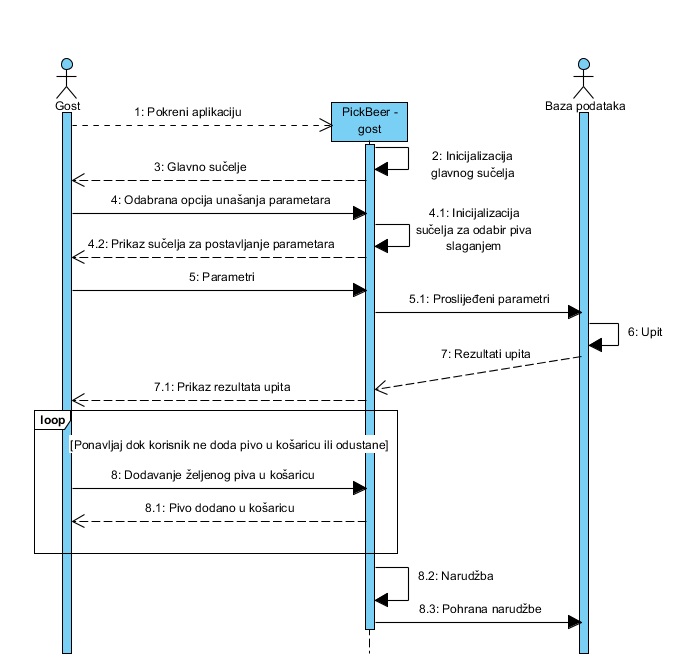 Gost
Baza podataka
1: Pokreni aplikaciju
PickBeer -
gost
2: Inicijalizacija
glavnog sučelja
3: Glavno sučelje
4: Odabrana opcija unašanja parametara
4.1: Inicijalizacija
sučelja za odabir piva
slaganjem
4.2: Prikaz sučelja za postavljanje parametara
5: Parametri
5.1: Proslijeđeni parametri
6: Upit
7: Rezultati upita
7.1: Prikaz rezultata upita
loop
[Ponavljaj dok korisnik ne doda pivo u košaricu ili odustane]
8: Dodavanje željenog piva u košaricu
8.1: Pivo dodano u košaricu
8.2: Narudžba
8.3: Pohrana narudžbe